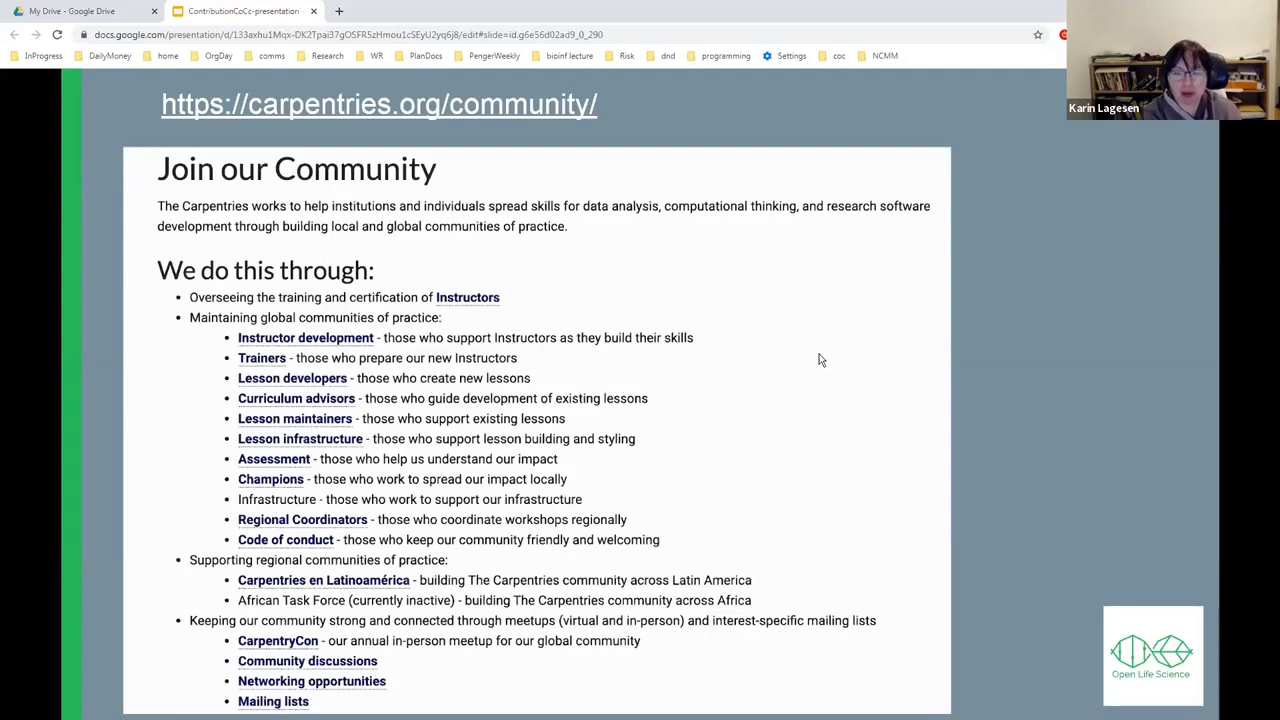 My Drive - Google Drive
ContributionCoCc-presentation
docs.google.com/presentation/d/133axhu1Mqx-DK2Tpai37gOSFR5zHmou1cSEyU2yq6j8/edit#slide=id.g6e56d02ad9_0_290
InProgress DailyMoney home OrgDay comms Research WR PlanDocs PengerWeekly bioinf lecture Risk dnd programming Settings coc NCMM
Karin Lagesen
https://carpentries.org/community/
Join our Community
The Carpentries works to help institutions and individuals spread skills for data analysis, computational thinking, and research software
development through building local and global communities of practice.
We do this through:
• Overseeing the training and certification of Instructors
• Maintaining global communities of practice:
• Instructor development - those who support Instructors as they build their skills
• Trainers - those who prepare our new Instructors
• Lesson developers - those who create new lessons
• Curriculum advisors - those who guide development of existing lessons
• Lesson maintainers - those who support existing lessons
• Lesson infrastructure - those who support lesson building and styling
• Assessment - those who help us understand our impact
• Champions - those who work to spread our impact locally
• Infrastructure - those who work to support our infrastructure
• Regional Coordinators - those who coordinate workshops regionally
• Code of conduct - those who keep our community friendly and welcoming
• Supporting regional communities of practice:
• Carpentries en Latinoamérica - building The Carpentries community across Latin America
• African Task Force (currently inactive) - building The Carpentries community across Africa
• Keeping our community strong and connected through meetups (virtual and in-person) and interest-specific mailing lists
• CarpentryCon - our annual in-person meetup for our global community
• Community discussions
• Networking opportunities
• Mailing lists
Open Life Science